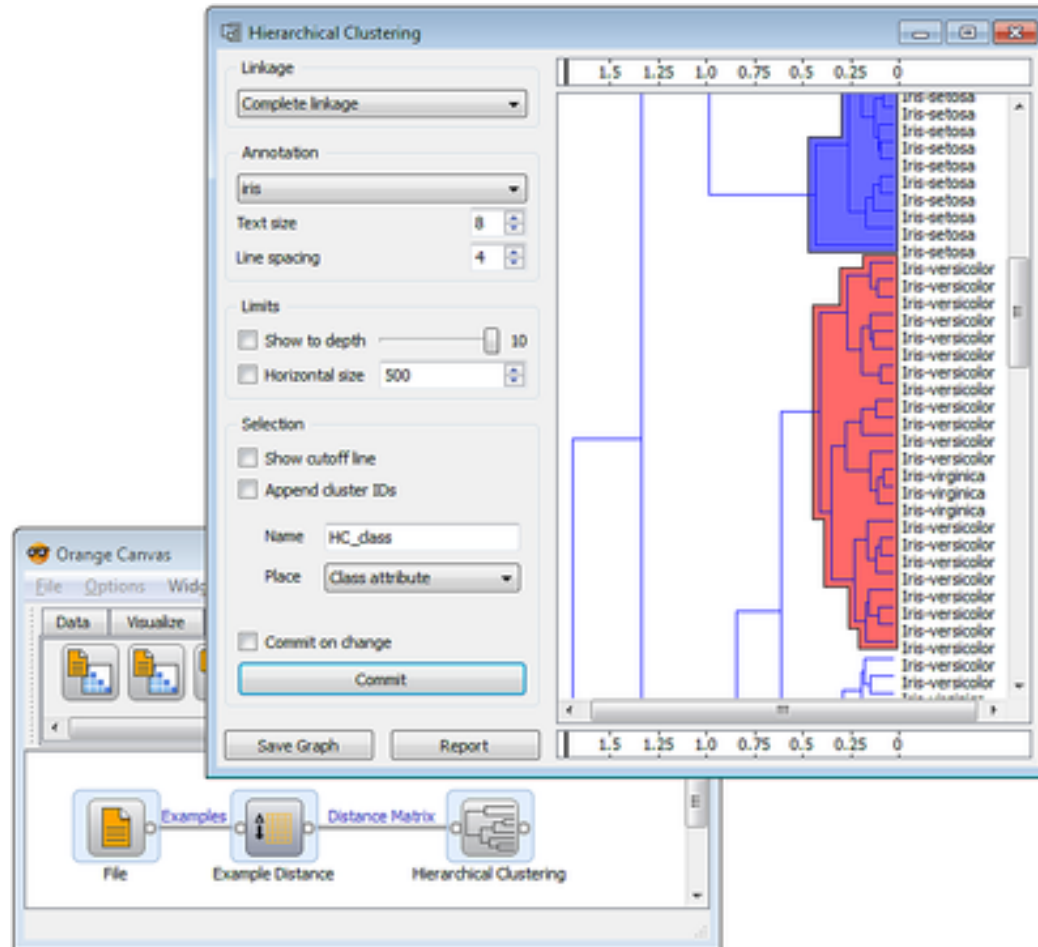 Hierarchical Clustering
Linkage
Complete linkage
Annotation
iris
Text size 8
Line spacing 4
Limits
Show to depth 10
Horizontal size 500
Selection
Show cutoff line
Append cluster IDs
Name HC_class
Place Class attribute
Commit on change
Commit
Save Graph Report
1.5 1.25 1.0 0.75 0.5 0.25 0
Iris-setosa
Iris-setosa
Iris-setosa
Iris-setosa
Iris-setosa
Iris-setosa
Iris-setosa
Iris-setosa
Iris-setosa
Iris-setosa
Iris-versicolor
Iris-versicolor
Iris-versicolor
Iris-versicolor
Iris-versicolor
Iris-versicolor
Iris-versicolor
Iris-versicolor
Iris-versicolor
Iris-versicolor
Iris-versicolor
Iris-versicolor
Iris-virginica
Iris-virginica
Iris-virginica
Iris-versicolor
Iris-versicolor
Iris-versicolor
Iris-versicolor
Iris-versicolor
Iris-versicolor
Iris-versicolor
Iris-versicolor
Iris-versicolor
Iris-versicolor
1.5 1.25 1.0 0.75 0.5 0.25 0
Orange Canvas
File Options Widg
Data Visualize
Examples Distance Matrix
File Example Distance Hierarchical Clustering